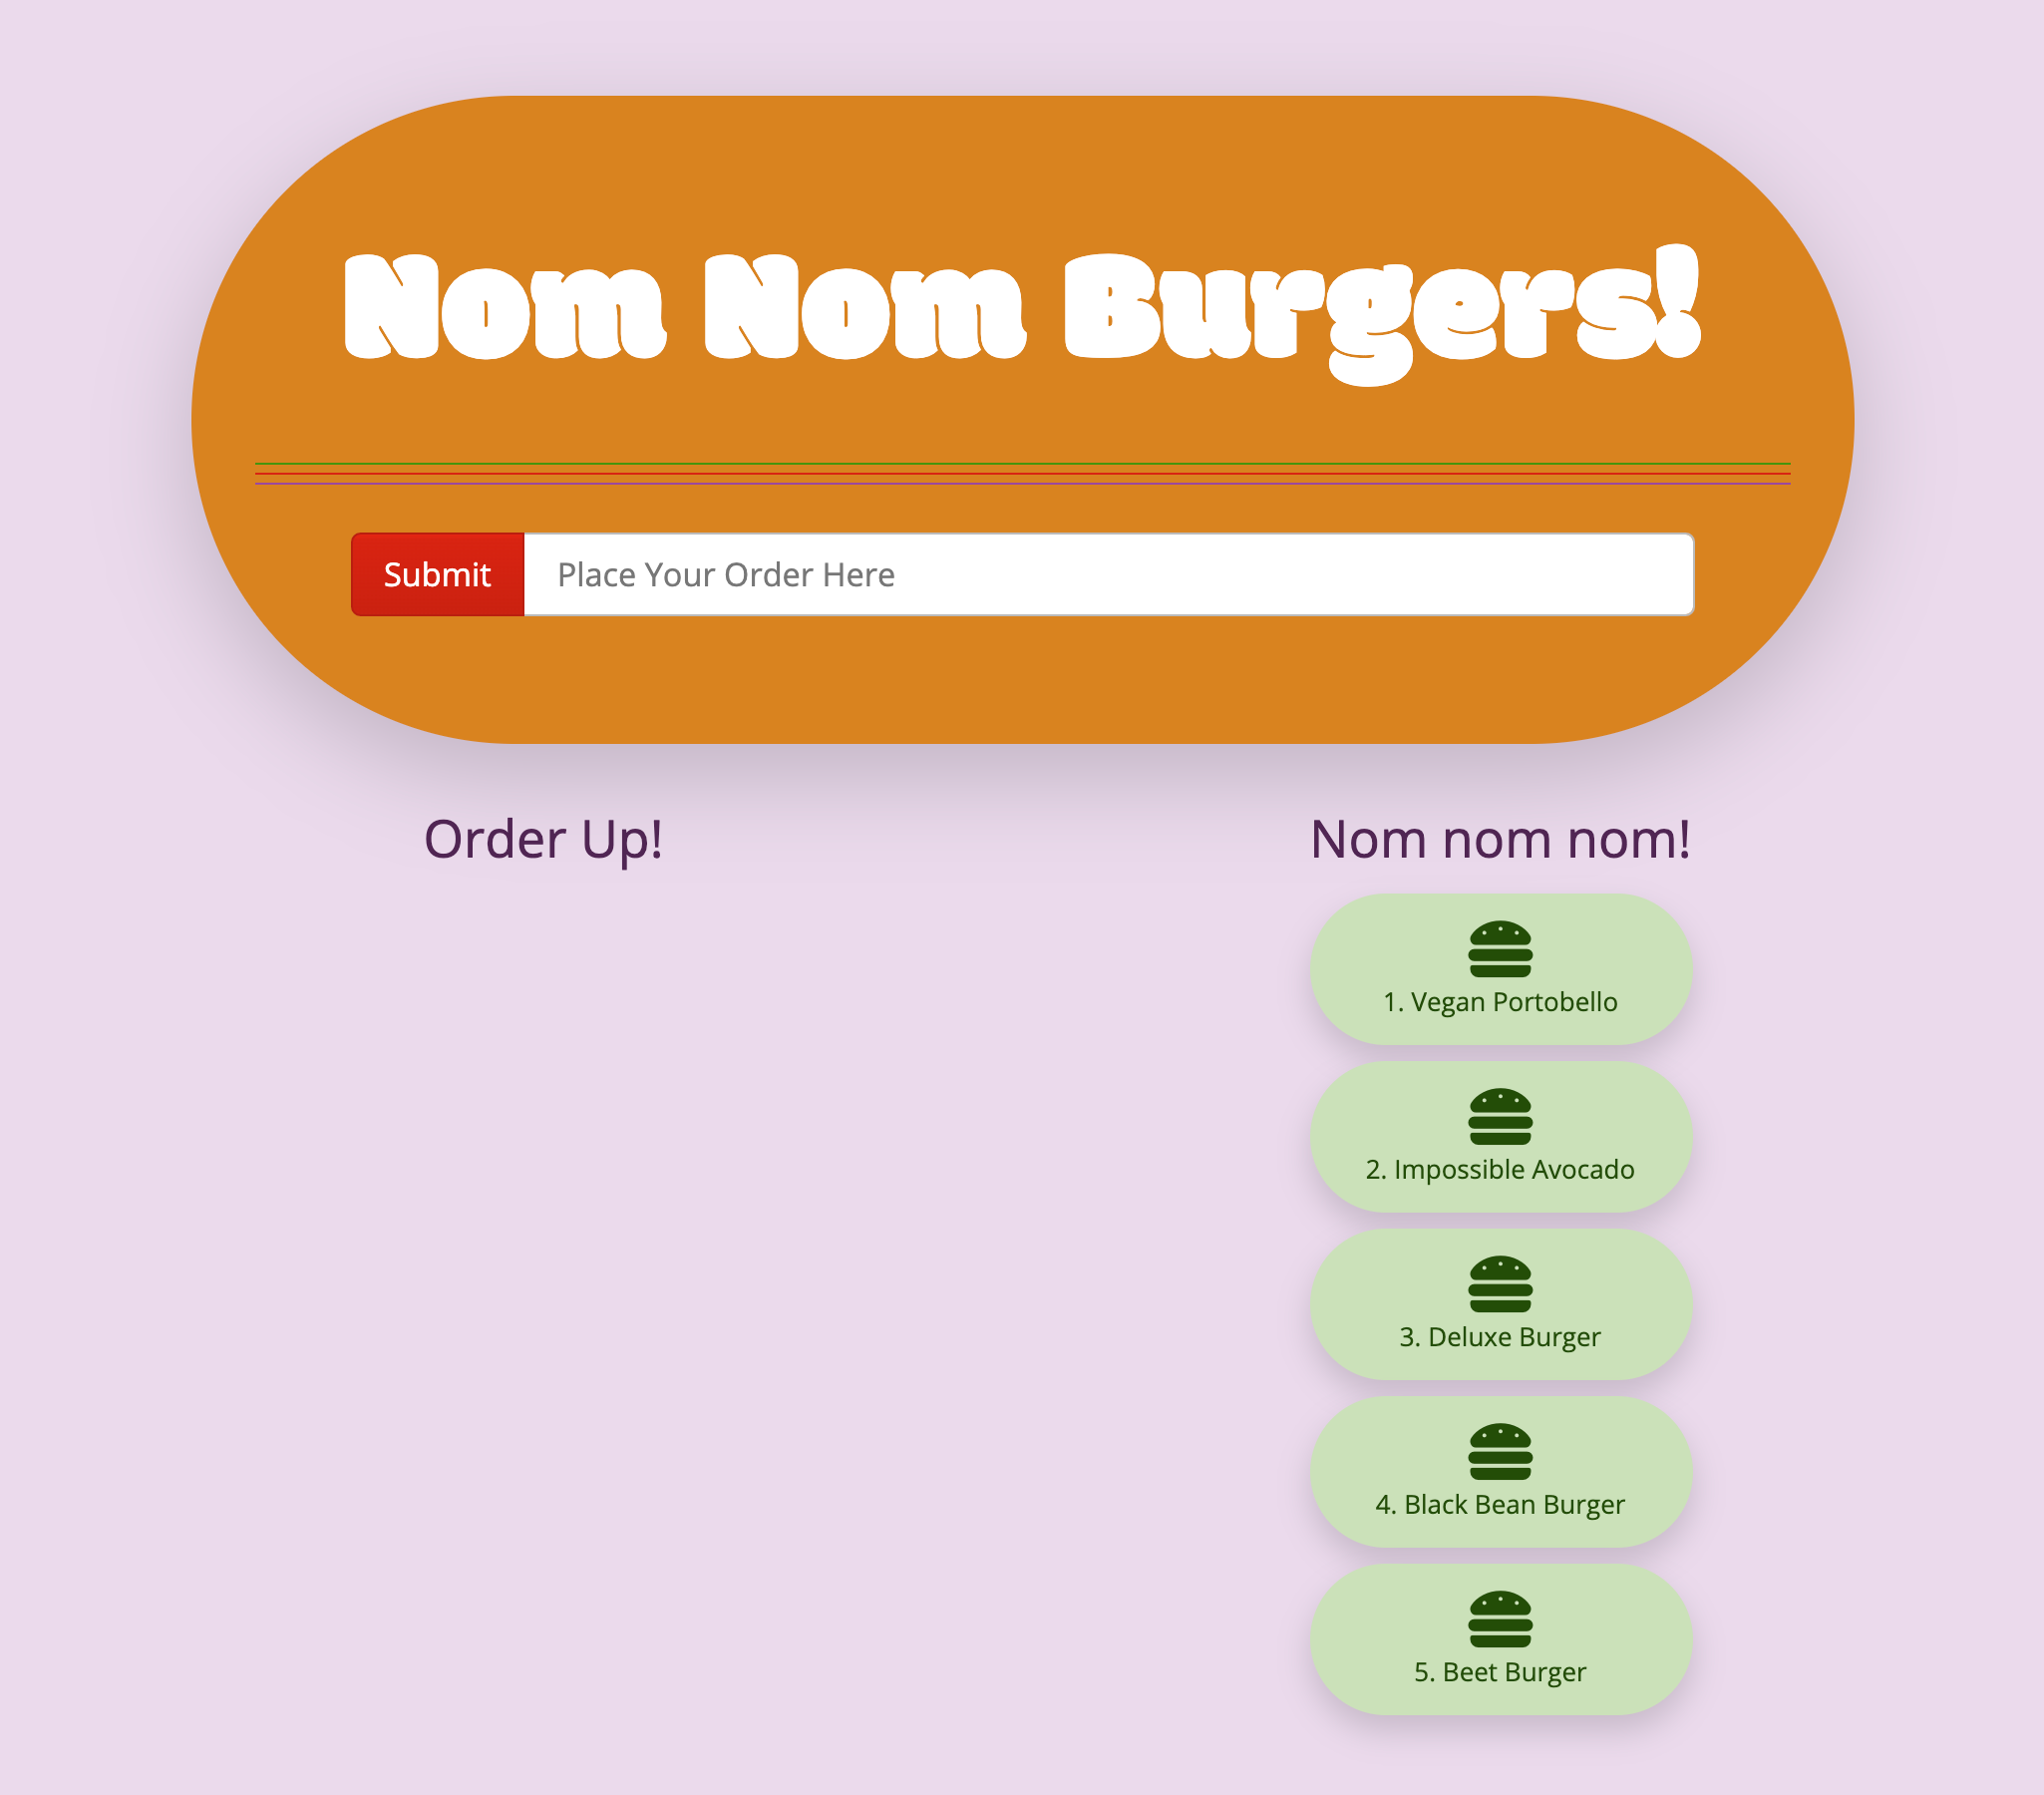 Nom Nom Burgers!
Submit
Place Your Order Here
Order Up!
Nom nom nom!
1. Vegan Portobello
2. Impossible Avocado
3. Deluxe Burger
4. Black Bean Burger
5. Beet Burger